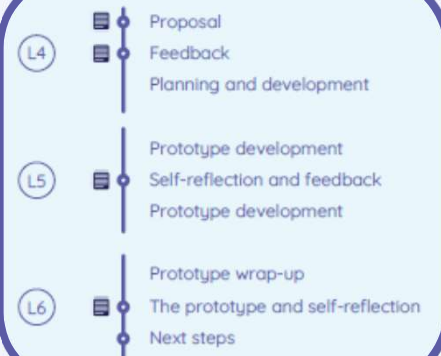 Proposal
L4 Feedback
Planning and development
Prototype development
L5 Self-reflection and feedback
Prototype development
Prototype wrap-up
L6 The prototype and self-reflection
Next steps